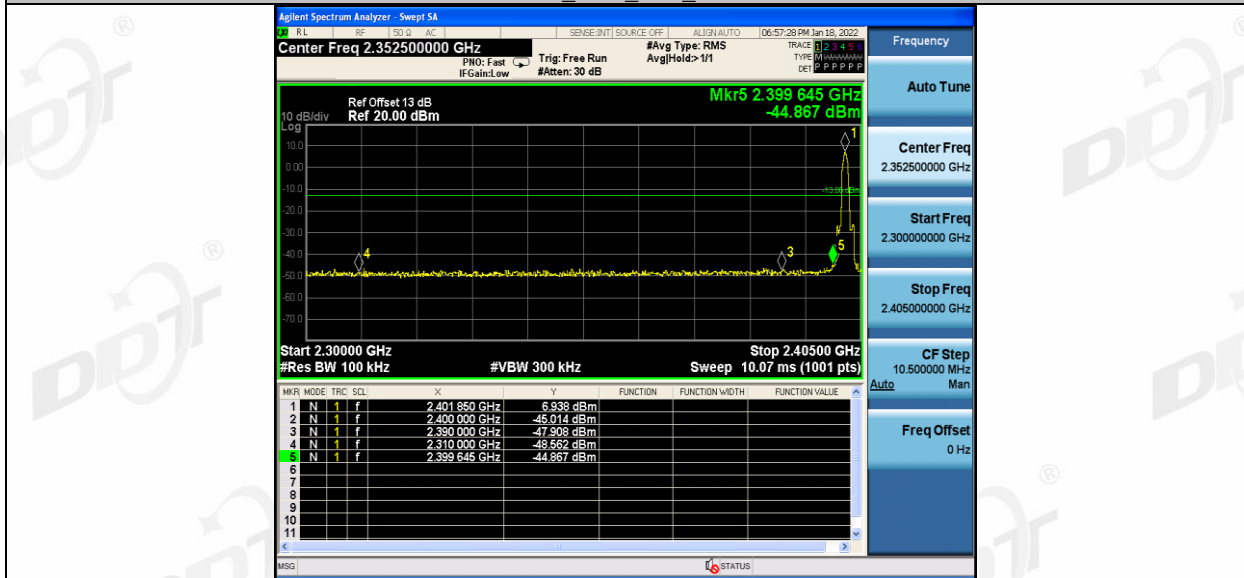 Agilent Spectrum Analyzer - Swept SA
RL RF 50 Ω AC SENSE:INT SOURCE OFF ALIGN AUTO 06:57:28 PM Jan 18, 2022
Center Freq 2.352500000 GHz
#Avg Type: RMS
TRACE 1 2 3 4 5 6
PNO: Fast Trig: Free Run Avg|Hold:>1/1
TYPE M WWWWW
IFGain:Low #Atten: 30 dB
DET P P P P P P
Mkr5 2.399 645 GHz
-44.867 dBm
Ref Offset 13 dB
10 dB/div Ref 20.00 dBm
Log
10.0
0.00
-10.0
-20.0
-30.0
-40.0
-50.0
-60.0
-70.0
1
-13.06 dBm
4
3
5
Start 2.30000 GHz Stop 2.40500 GHz
#Res BW 100 kHz #VBW 300 kHz Sweep 10.07 ms (1001 pts)
MKR MODE TRC SCL X Y FUNCTION FUNCTION WIDTH FUNCTION VALUE
1 N 1 f 2.401 850 GHz 6.938 dBm
2 N 1 f 2.400 000 GHz -45.014 dBm
3 N 1 f 2.390 000 GHz -47.908 dBm
4 N 1 f 2.310 000 GHz -48.562 dBm
5 N 1 f 2.399 645 GHz -44.867 dBm
6
7
8
9
10
11
MSG STATUS
Frequency
Auto Tune
Center Freq
2.352500000 GHz
Start Freq
2.300000000 GHz
Stop Freq
2.405000000 GHz
CF Step
10.500000 MHz
Auto Man
Freq Offset
0 Hz
DDT
®